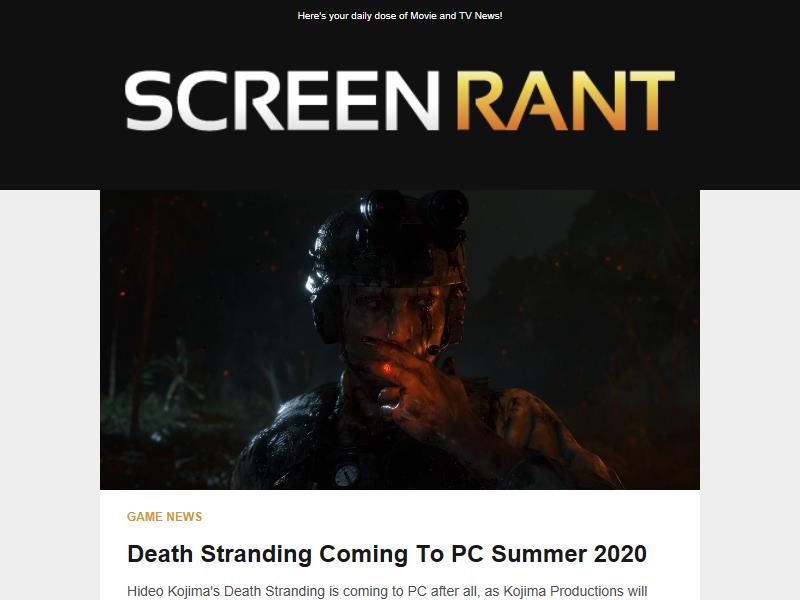 Here's your daily dose of Movie and TV News!
SCREEN RANT
GAME NEWS
Death Stranding Coming To PC Summer 2020
Hideo Kojima's Death Stranding is coming to PC after all, as Kojima Productions will